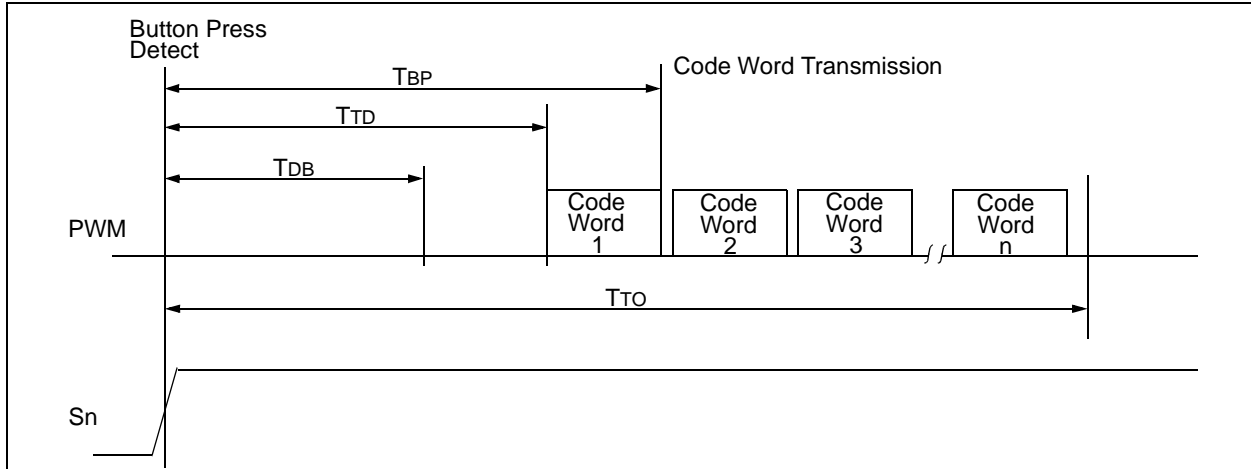 Button Press
Detect
TBP
Code Word Transmission
TTD
TDB
PWM
Code
Word
1
Code
Word
2
Code
Word
3
Code
Word
n
TTO
Sn